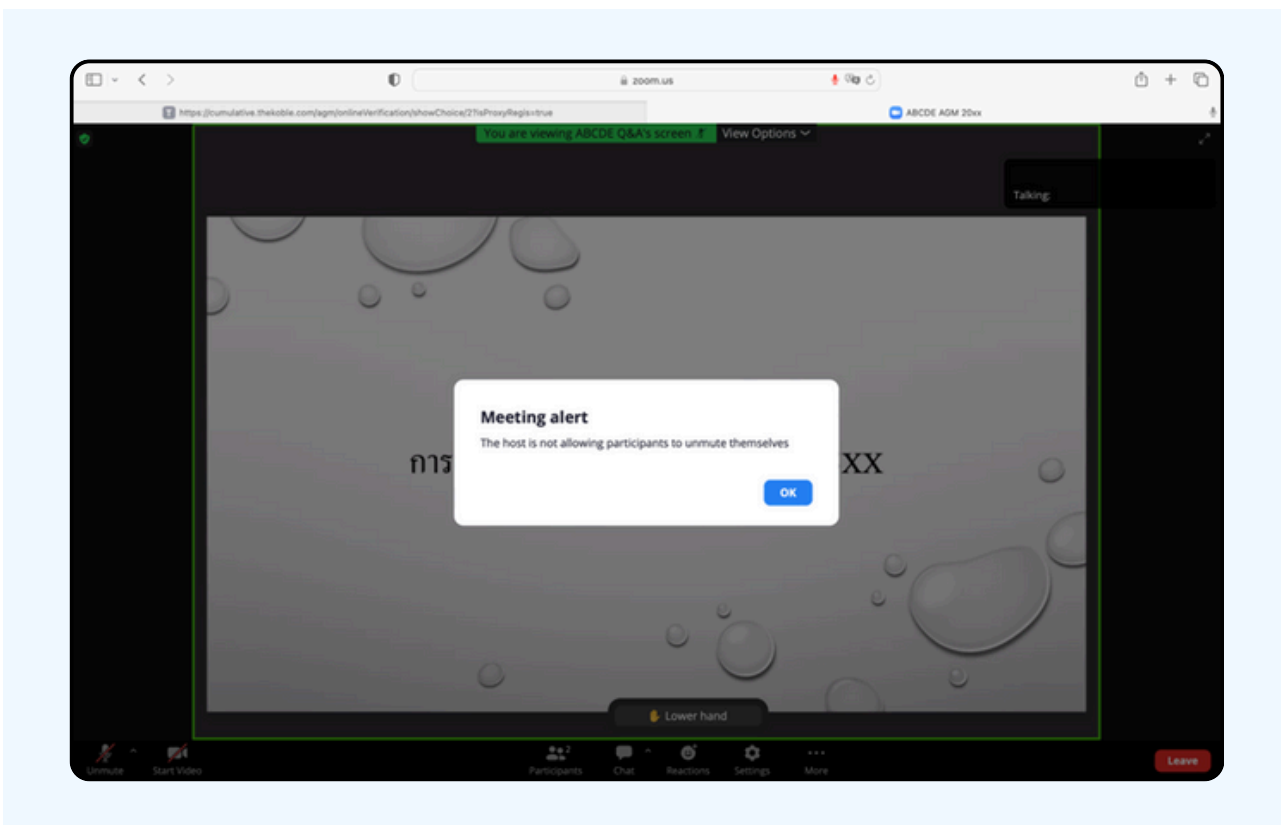 zoom.us
https://cumulative.thekoble.com/agm/onlineVerification/showChoice/2?isProxyRegis=true
ABCDE AGM 20xx
You are viewing ABCDE Q&A's screen
View Options
Talking:
Meeting alert
The host is not allowing participants to unmute themselves
การ
XX
OK
Lower hand
2
Unmute
Start Video
Participants
Chat
Reactions
Settings
More
Leave